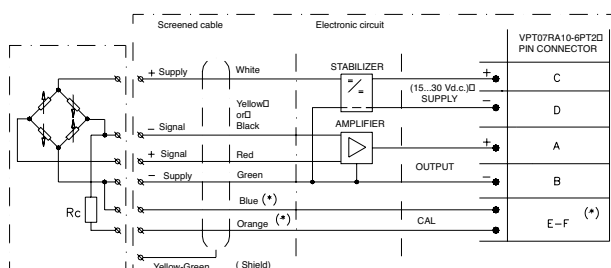 Screened cable
Electronic circuit
VPT07RA10-6PT2
PIN CONNECTOR
+ Supply
White
STABILIZER
+
C
=/=
(15...30 Vd.c.)
SUPPLY
−
D
Yellow
or
Black
− Signal
AMPLIFIER
+
A
+ Signal
Red
OUTPUT
− Supply
Green
−
B
Blue (*)
Rc
Orange (*)
CAL
E-F (*)
Yellow-Green
(Shield)